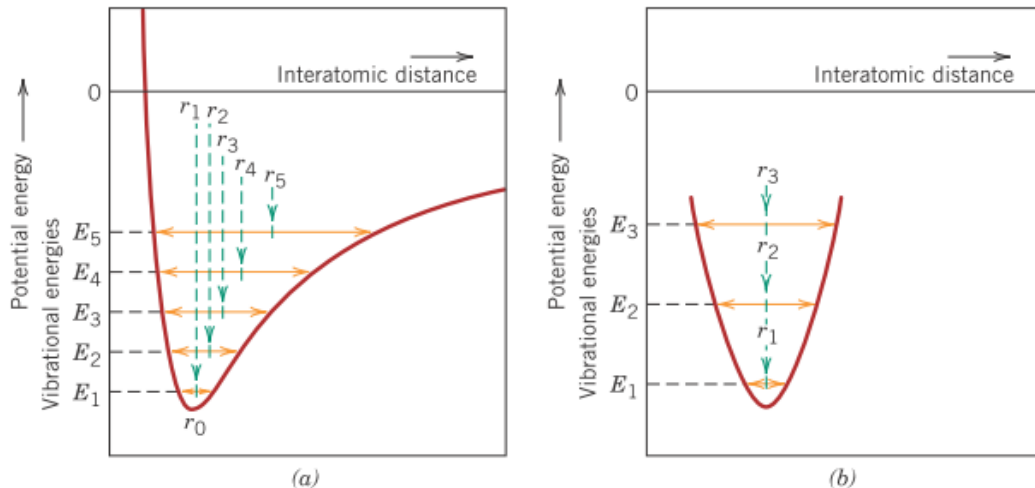 Interatomic distance
0
Potential energy
Vibrational energies
r₁ r₂
r₃
r₄
r₅
E₅
E₄
E₃
E₂
E₁
r₀
(a)
Interatomic distance
0
Potential energy
Vibrational energies
r₃
E₃
r₂
E₂
r₁
E₁
(b)